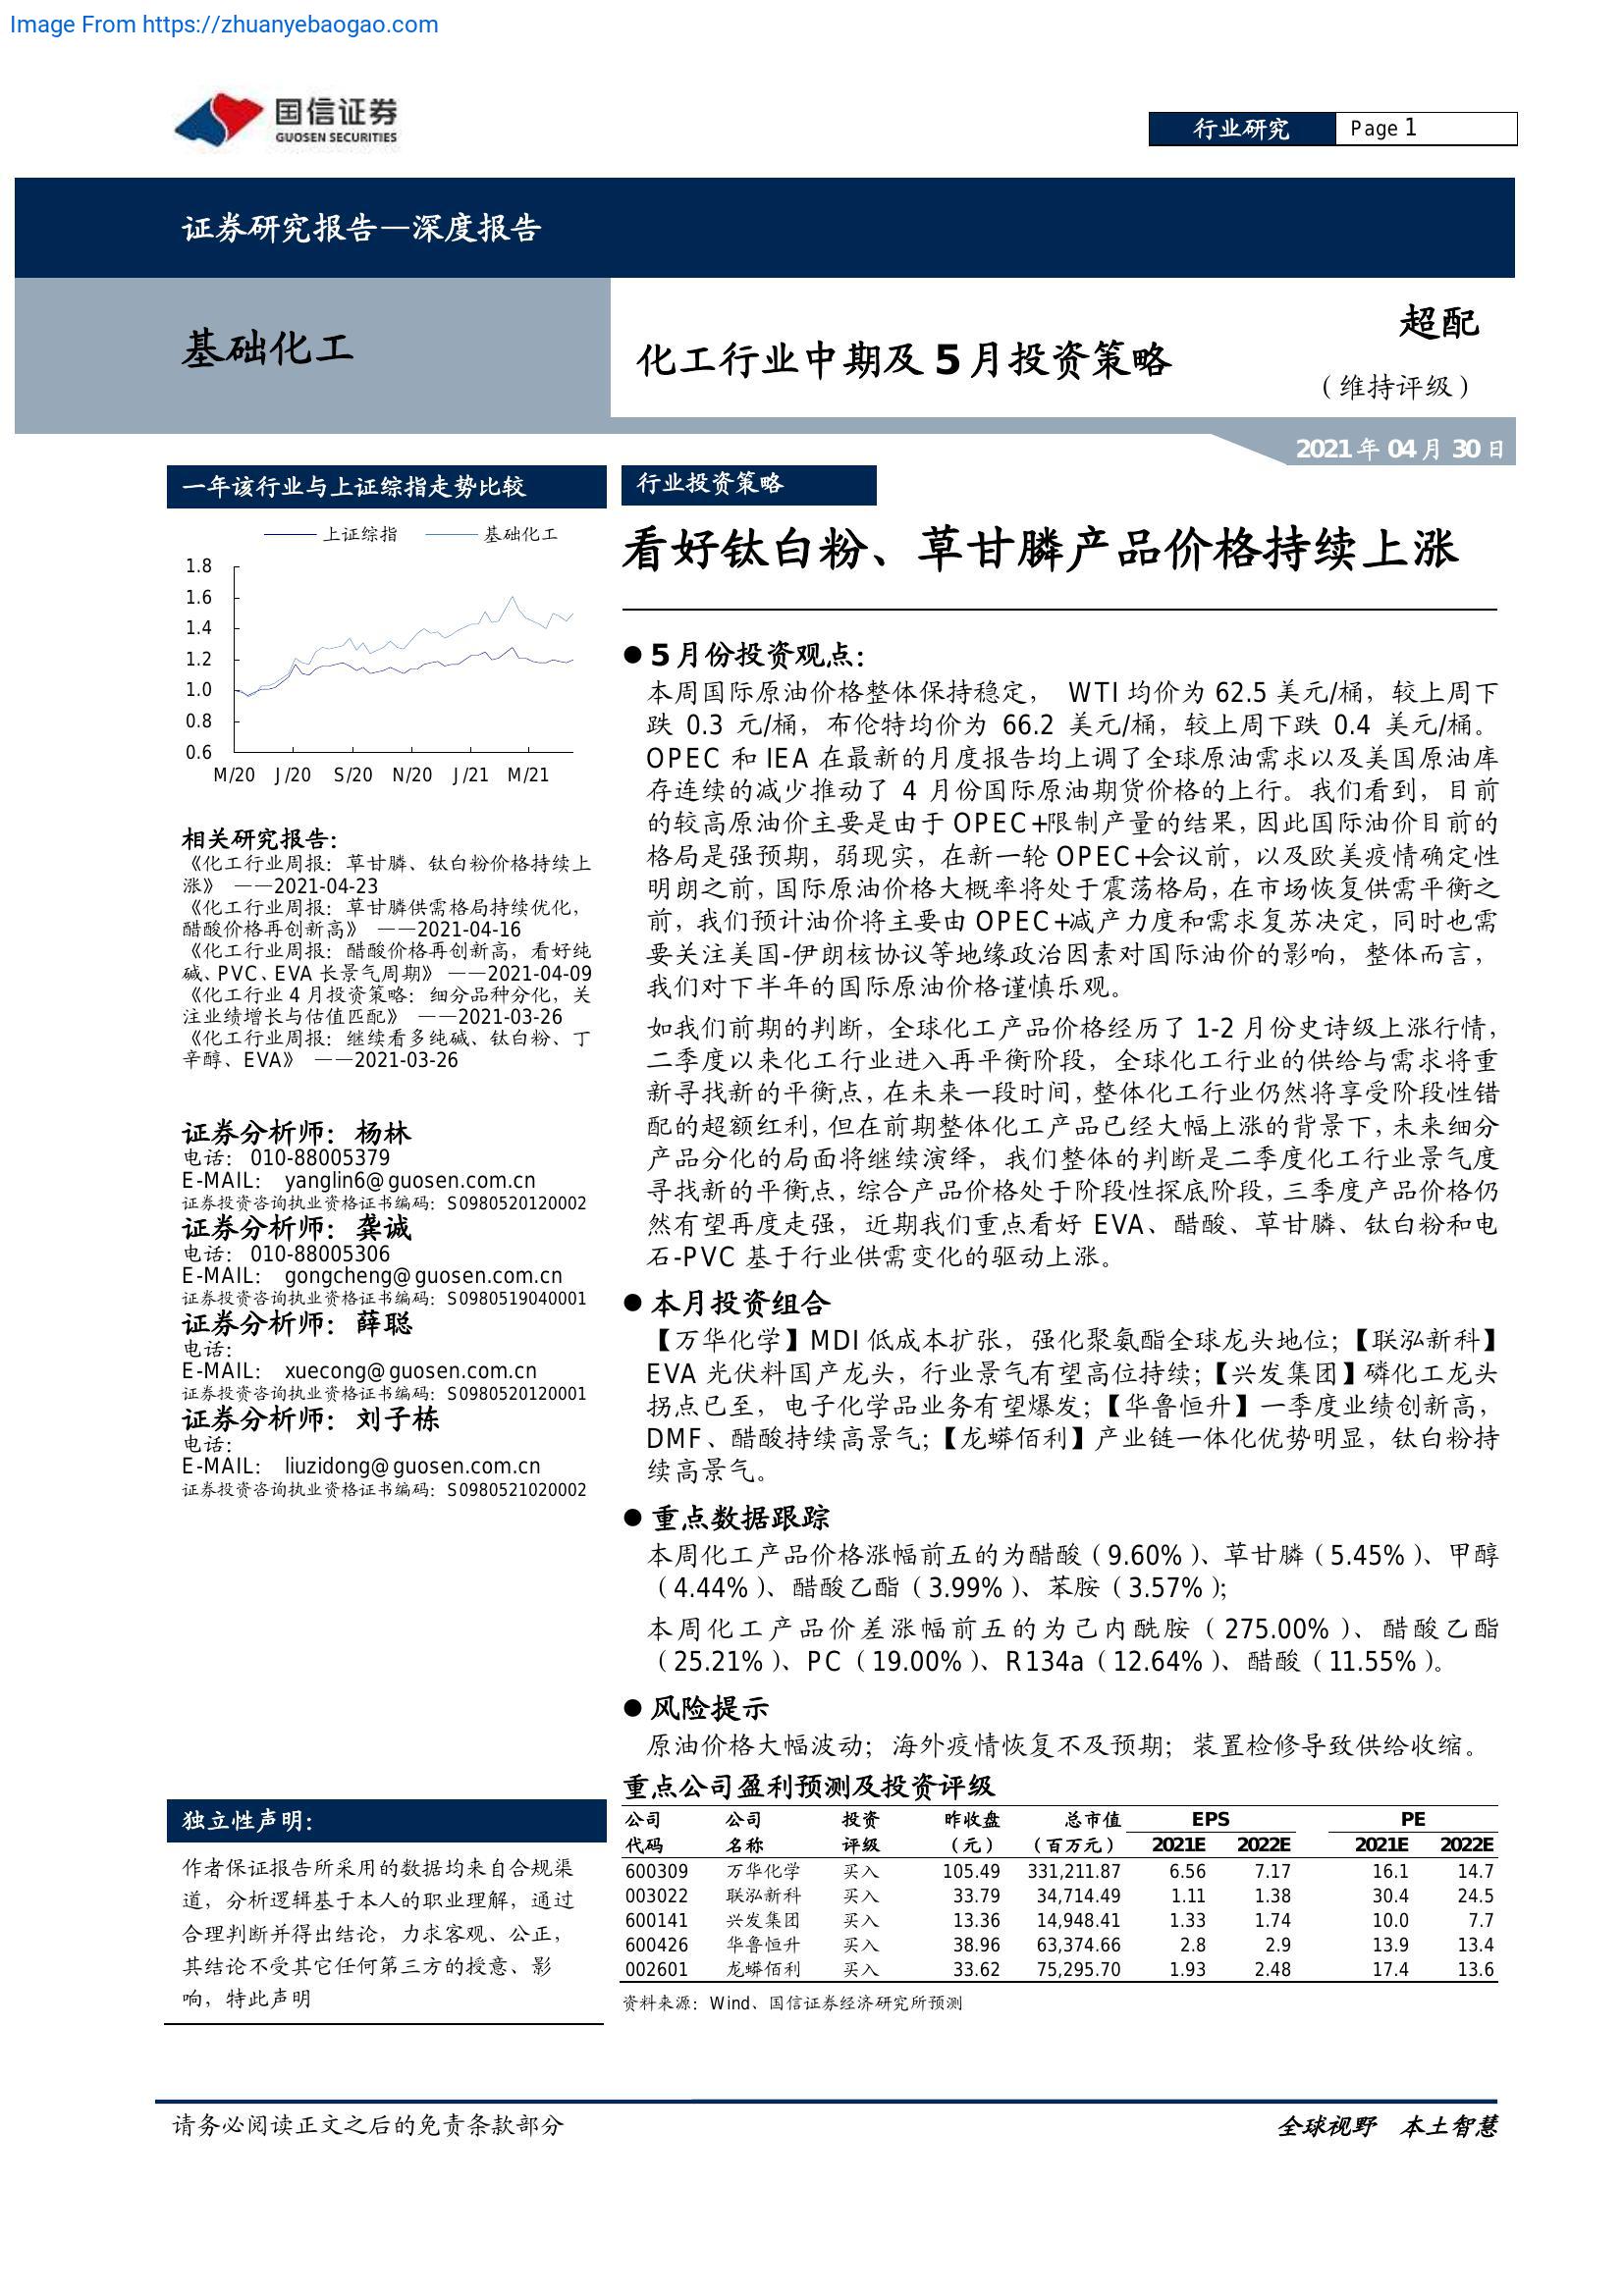 Image From https://zhuanyebaogao.com
国信证券
GUOSEN SECURITIES
行业研究
Page 1
证券研究报告—深度报告
基础化工
化工行业中期及 5 月投资策略
超配
（维持评级）
2021 年 04 月 30 日
一年该行业与上证综指走势比较
上证综指 基础化工
1.8
1.6
1.4
1.2
1.0
0.8
0.6
M/20 J/20 S/20 N/20 J/21 M/21
相关研究报告：
《化工行业周报：草甘膦、钛白粉价格持续上
涨》 ——2021-04-23
《化工行业周报：草甘膦供需格局持续优化，
醋酸价格再创新高》 ——2021-04-16
《化工行业周报：醋酸价格再创新高，看好纯
碱、PVC、EVA 长景气周期》 ——2021-04-09
《化工行业 4 月投资策略：细分品种分化，关
注业绩增长与估值匹配》 ——2021-03-26
《化工行业周报：继续看多纯碱、钛白粉、丁
辛醇、EVA》 ——2021-03-26
证券分析师：杨林
电话： 010-88005379
E-MAIL： yanglin6@guosen.com.cn
证券投资咨询执业资格证书编码：S0980520120002
证券分析师：龚诚
电话： 010-88005306
E-MAIL： gongcheng@guosen.com.cn
证券投资咨询执业资格证书编码：S0980519040001
证券分析师：薛聪
电话：
E-MAIL： xuecong@guosen.com.cn
证券投资咨询执业资格证书编码：S0980520120001
证券分析师：刘子栋
电话：
E-MAIL： liuzidong@guosen.com.cn
证券投资咨询执业资格证书编码：S0980521020002
独立性声明：
作者保证报告所采用的数据均来自合规渠
道，分析逻辑基于本人的职业理解，通过
合理判断并得出结论，力求客观、公正，
其结论不受其它任何第三方的授意、影
响，特此声明
行业投资策略
看好钛白粉、草甘膦产品价格持续上涨
● 5 月份投资观点：
本周国际原油价格整体保持稳定， WTI 均价为 62.5 美元/桶，较上周下
跌 0.3 元/桶，布伦特均价为 66.2 美元/桶，较上周下跌 0.4 美元/桶。
OPEC 和 IEA 在最新的月度报告均上调了全球原油需求以及美国原油库
存连续的减少推动了 4 月份国际原油期货价格的上行。我们看到，目前
的较高原油价主要是由于 OPEC+限制产量的结果，因此国际油价目前的
格局是强预期，弱现实，在新一轮 OPEC+会议前，以及欧美疫情确定性
明朗之前，国际原油价格大概率将处于震荡格局，在市场恢复供需平衡之
前，我们预计油价将主要由 OPEC+减产力度和需求复苏决定，同时也需
要关注美国-伊朗核协议等地缘政治因素对国际油价的影响，整体而言，
我们对下半年的国际原油价格谨慎乐观。
如我们前期的判断，全球化工产品价格经历了 1-2 月份史诗级上涨行情，
二季度以来化工行业进入再平衡阶段，全球化工行业的供给与需求将重
新寻找新的平衡点，在未来一段时间，整体化工行业仍然将享受阶段性错
配的超额红利，但在前期整体化工产品已经大幅上涨的背景下，未来细分
产品分化的局面将继续演绎，我们整体的判断是二季度化工行业景气度
寻找新的平衡点，综合产品价格处于阶段性探底阶段，三季度产品价格仍
然有望再度走强，近期我们重点看好 EVA、醋酸、草甘膦、钛白粉和电
石-PVC 基于行业供需变化的驱动上涨。
● 本月投资组合
【万华化学】MDI 低成本扩张，强化聚氨酯全球龙头地位；【联泓新科】
EVA 光伏料国产龙头，行业景气有望高位持续；【兴发集团】磷化工龙头
拐点已至，电子化学品业务有望爆发；【华鲁恒升】一季度业绩创新高，
DMF、醋酸持续高景气；【龙蟒佰利】产业链一体化优势明显，钛白粉持
续高景气。
● 重点数据跟踪
本周化工产品价格涨幅前五的为醋酸（9.60%）、草甘膦（5.45%）、甲醇
（4.44%）、醋酸乙酯（3.99%）、苯胺（3.57%）；
本周化工产品价差涨幅前五的为己内酰胺（275.00%）、醋酸乙酯
（25.21%）、PC（19.00%）、R134a（12.64%）、醋酸（11.55%）。
● 风险提示
原油价格大幅波动；海外疫情恢复不及预期；装置检修导致供给收缩。
重点公司盈利预测及投资评级
公司 公司 投资 昨收盘 总市值 EPS PE
代码 名称 评级 （元） （百万元） 2021E 2022E 2021E 2022E
600309 万华化学 买入 105.49 331,211.87 6.56 7.17 16.1 14.7
003022 联泓新科 买入 33.79 34,714.49 1.11 1.38 30.4 24.5
600141 兴发集团 买入 13.36 14,948.41 1.33 1.74 10.0 7.7
600426 华鲁恒升 买入 38.96 63,374.66 2.8 2.9 13.9 13.4
002601 龙蟒佰利 买入 33.62 75,295.70 1.93 2.48 17.4 13.6
资料来源：Wind、国信证券经济研究所预测
请务必阅读正文之后的免责条款部分
全球视野 本土智慧